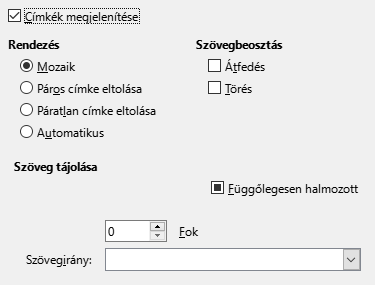 Címkék megjelenítése
Rendezés
Szövegbeosztás
Mozaik
Átfedés
Páros címke eltolása
Törés
Páratlan címke eltolása
Automatikus
Szöveg tájolása
Függőlegesen halmozott
0 Fok
Szövegirány: